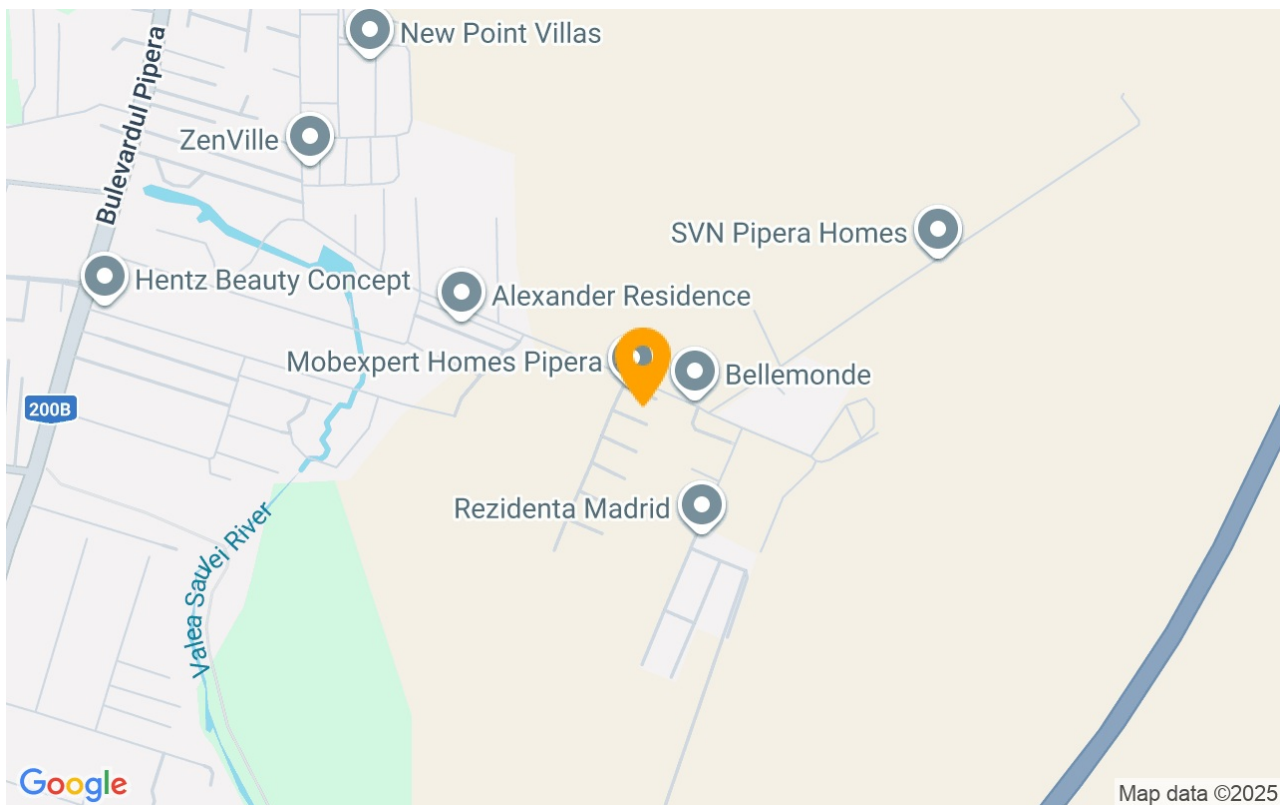 New Point Villas
Bulevardul Pipera
ZenVille
SVN Pipera Homes
Hentz Beauty Concept
Alexander Residence
Mobexpert Homes Pipera
Bellemonde
200B
Rezidenta Madrid
Valea Saulei River
Google
Map data ©2025